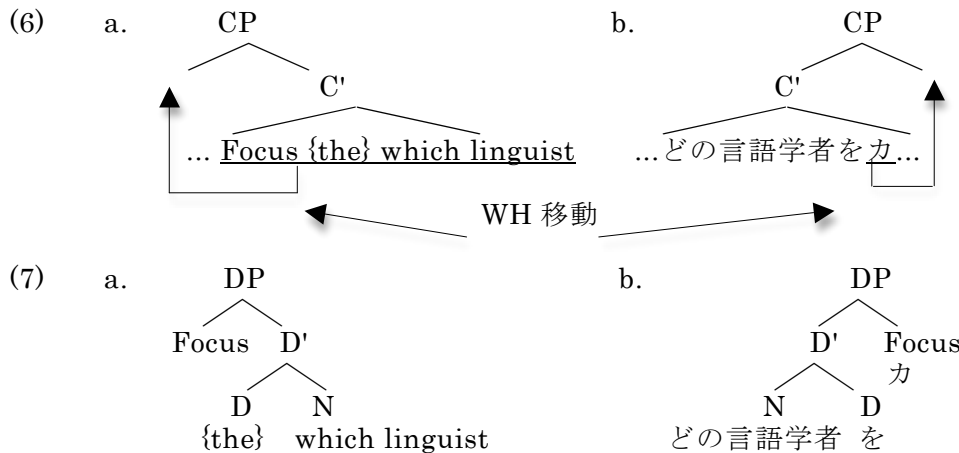 (6) a. CP b. CP
C' C'
... Focus {the} which linguist ...どの言語学者をカ...
WH 移動
(7) a. DP b. DP
Focus D' D' Focus
カ
D N N D
{the} which linguist どの言語学者 を